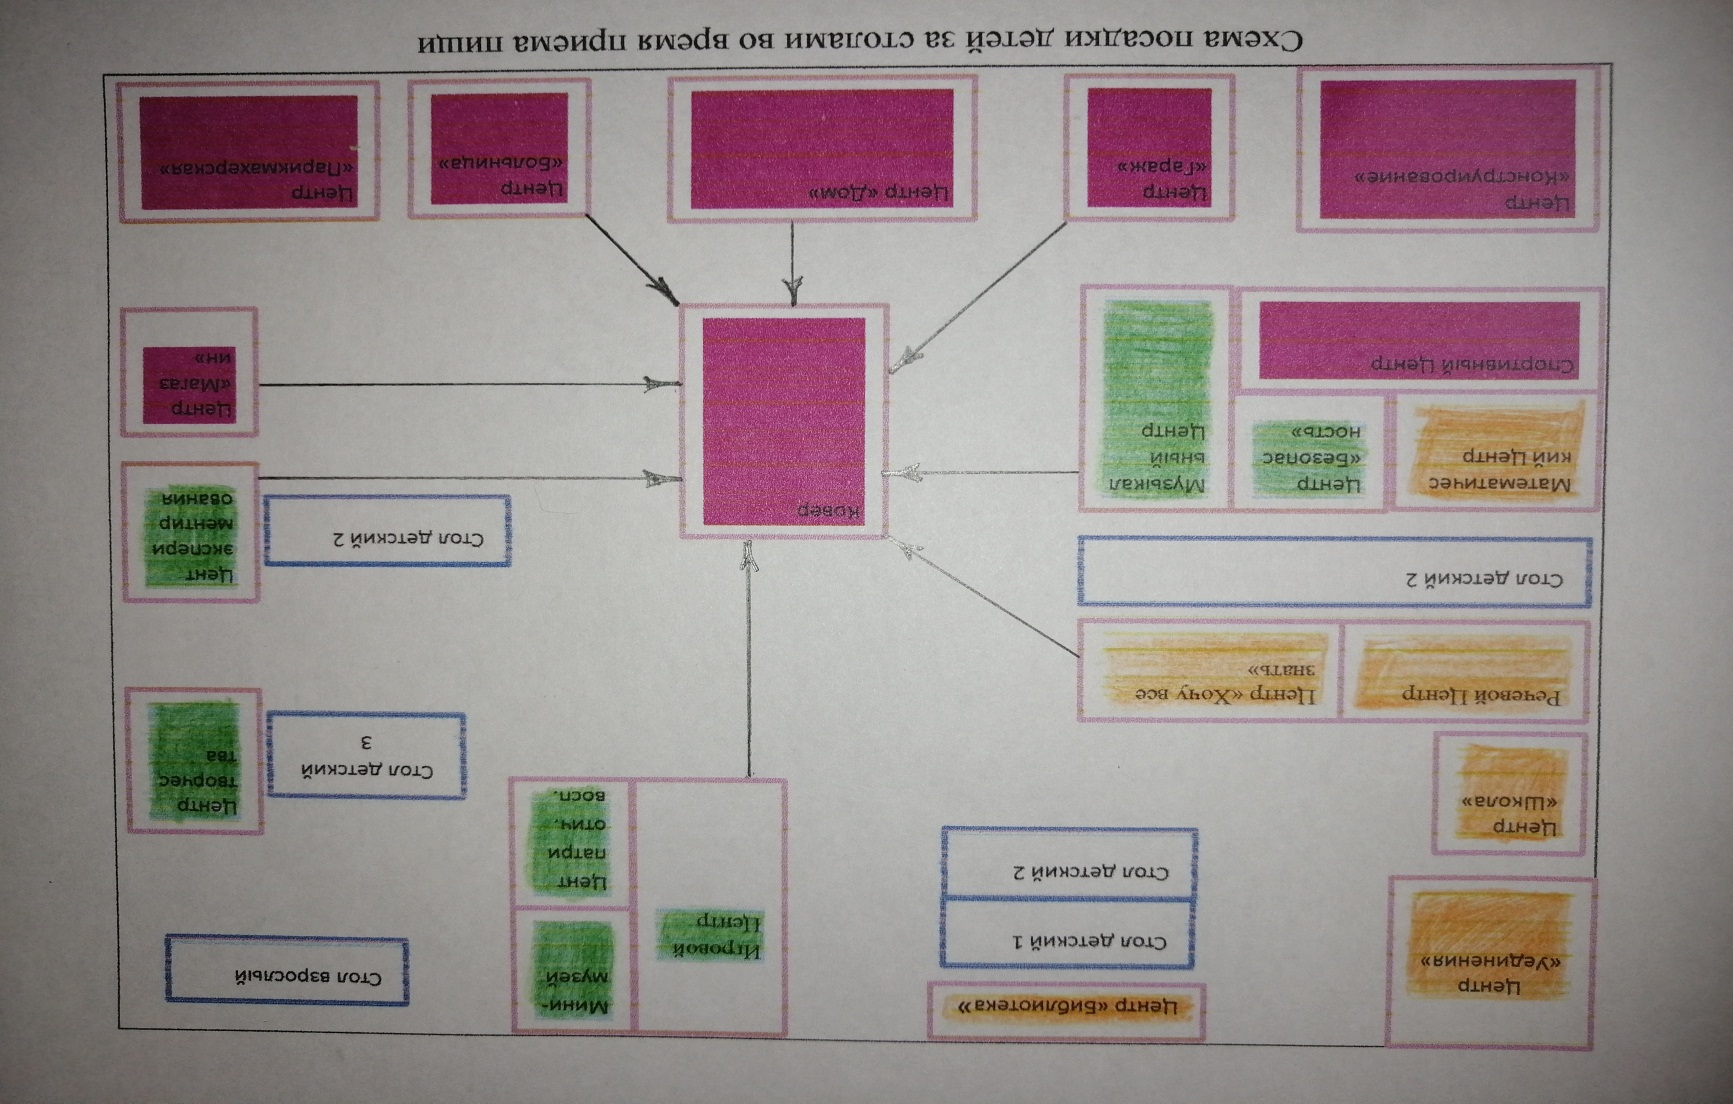 Центр
«Уединения»
Центр «Библиотека»
Стол детский 1
Стол детский 2
Игровой
Центр
Мини-
музей
Цент
патри
отич.
восп.
Стол взрослый
Центр
«Школа»
Центр
творчес
тва
Стол детский
3
Речевой Центр
Центр «Хочу все
знать»
Стол детский 2
Стол детский 2
Цент
экспери
ментир
ования
Математичес
кий Центр
Центр
«Безопас
ность»
Музыкал
ьный
Центр
Спортивный Центр
Ковер
Центр
«Магаз
ин»
Центр
«Конструирование»
Центр
«Гараж»
Центр «Дом»
Центр
«Больница»
Центр
«Парикмахерская»
Схема посадки детей за столами во время приема пищи